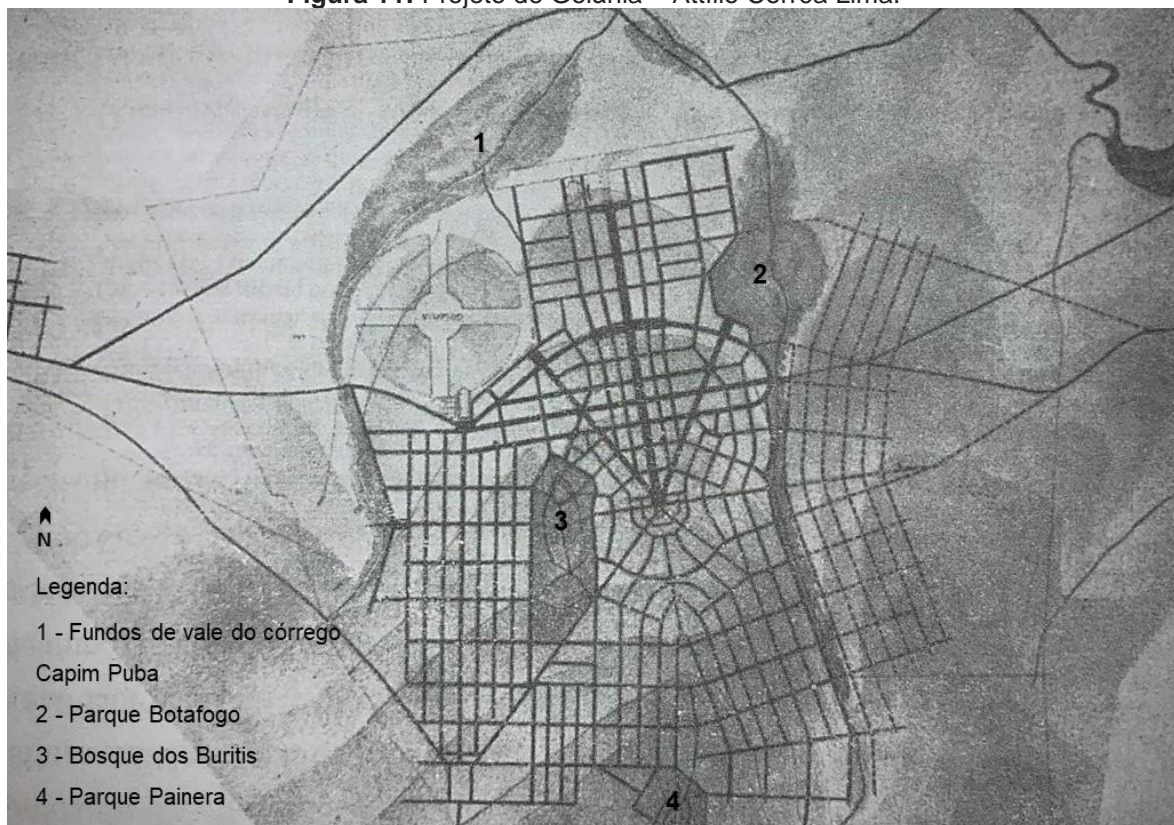 Figura 11. Projeto de Goiânia – Attílio Corrêa Lima.
1
2
3
4
N
Legenda:
1 - Fundos de vale do córrego
Capim Puba
2 - Parque Botafogo
3 - Bosque dos Buritis
4 - Parque Painera